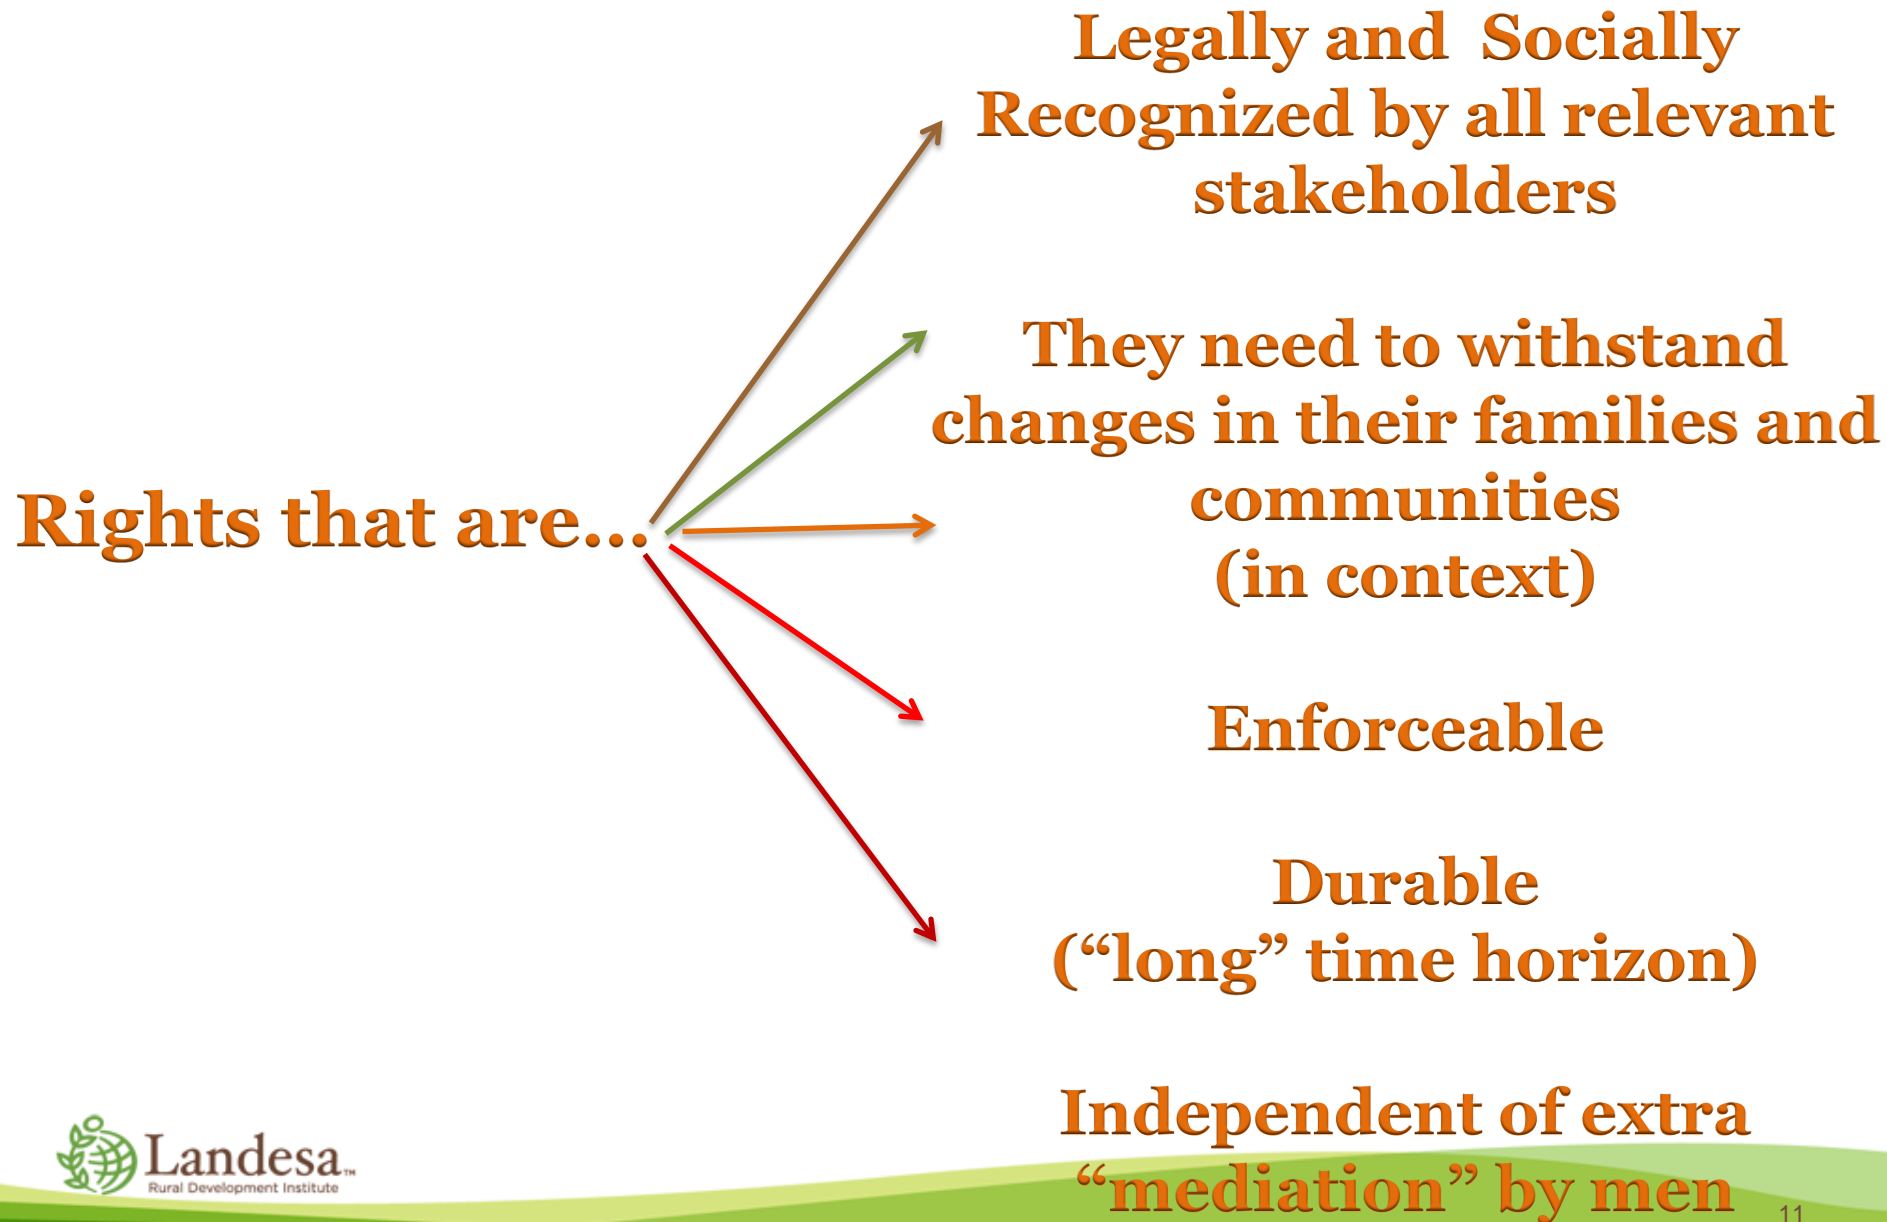 Rights that are...
Legally and Socially
Recognized by all relevant
stakeholders
They need to withstand
changes in their families and
communities
(in context)
Enforceable
Durable
(“long” time horizon)
Independent of extra
“mediation” by men
Landesa™
Rural Development Institute
11